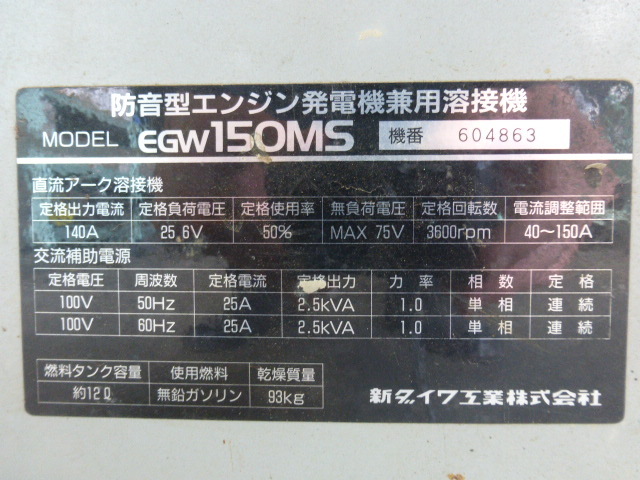 防音型エンジン発電機兼用溶接機
MODEL EGW150MS 機番 604863
直流アーク溶接機
定格出力電流 定格負荷電圧 定格使用率 無負荷電圧 定格回転数 電流調整範囲
140A 25.6V 50% MAX 75V 3600rpm 40〜150A
交流補助電源
定格電圧 周波数 定格電流 定格出力 力率 相数 定格
100V 50Hz 25A 2.5kVA 1.0 単相 連続
100V 60Hz 25A 2.5kVA 1.0 単相 連続
燃料タンク容量 使用燃料 乾燥質量
約12ℓ 無鉛ガソリン 93kg
新ダイワ工業株式会社